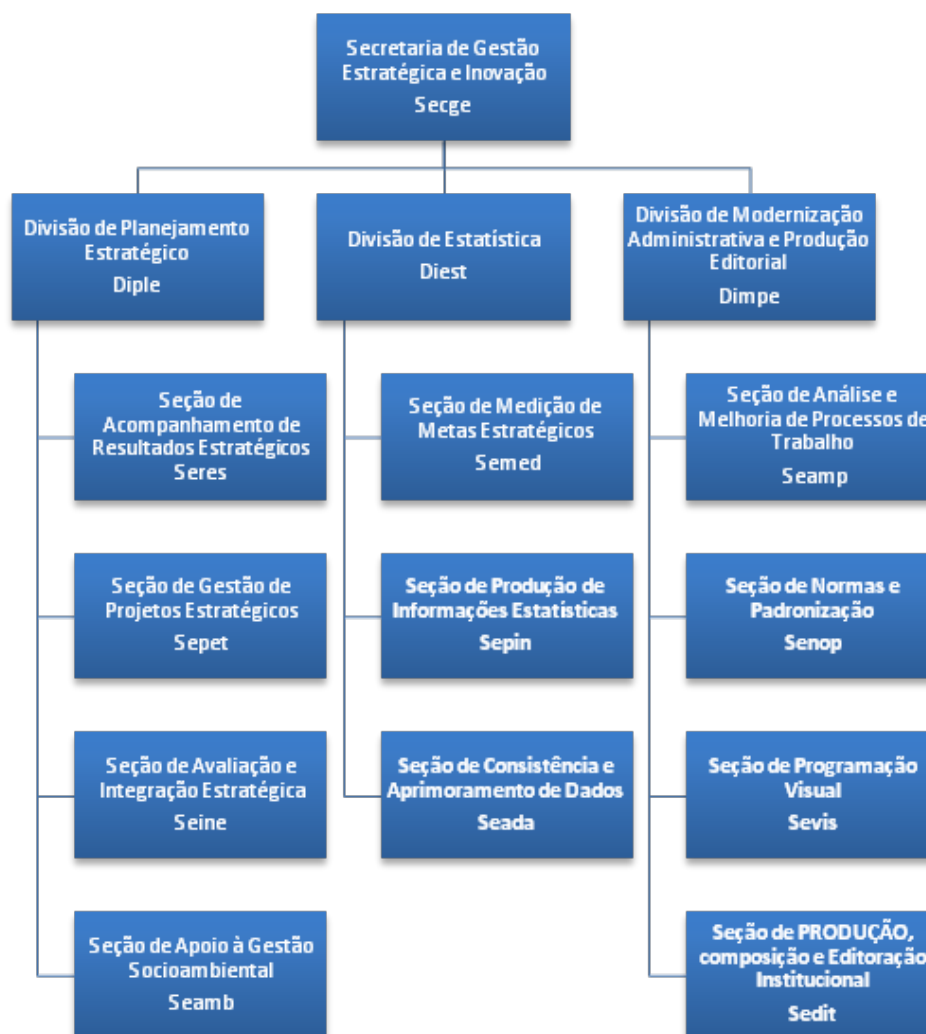 Secretaria de Gestão
Estratégica e Inovação
Secge
Divisão de Planejamento
Estratégico
Diple
Divisão de Estatística
Diest
Divisão de Modernização
Administrativa e Produção
Editorial
Dimpe
Seção de
Acompanhamento de
Resultados Estratégicos
Seres
Seção de Medição de
Metas Estratégicos
Semed
Seção de Análise e
Melhoria de Processos de
Trabalho
Seamp
Seção de Gestão de
Projetos Estratégicos
Sepet
Seção de Produção de
Informações Estatísticas
Sepin
Seção de Normas e
Padronização
Senop
Seção de Avaliação e
Integração Estratégica
Seine
Seção de Consistência e
Aprimoramento de Dados
Seada
Seção de Programação
Visual
Sevis
Seção de Apoio à Gestão
Socioambiental
Seamb
Seção de PRODUÇÃO,
composição e Editoração
Institucional
Sedit